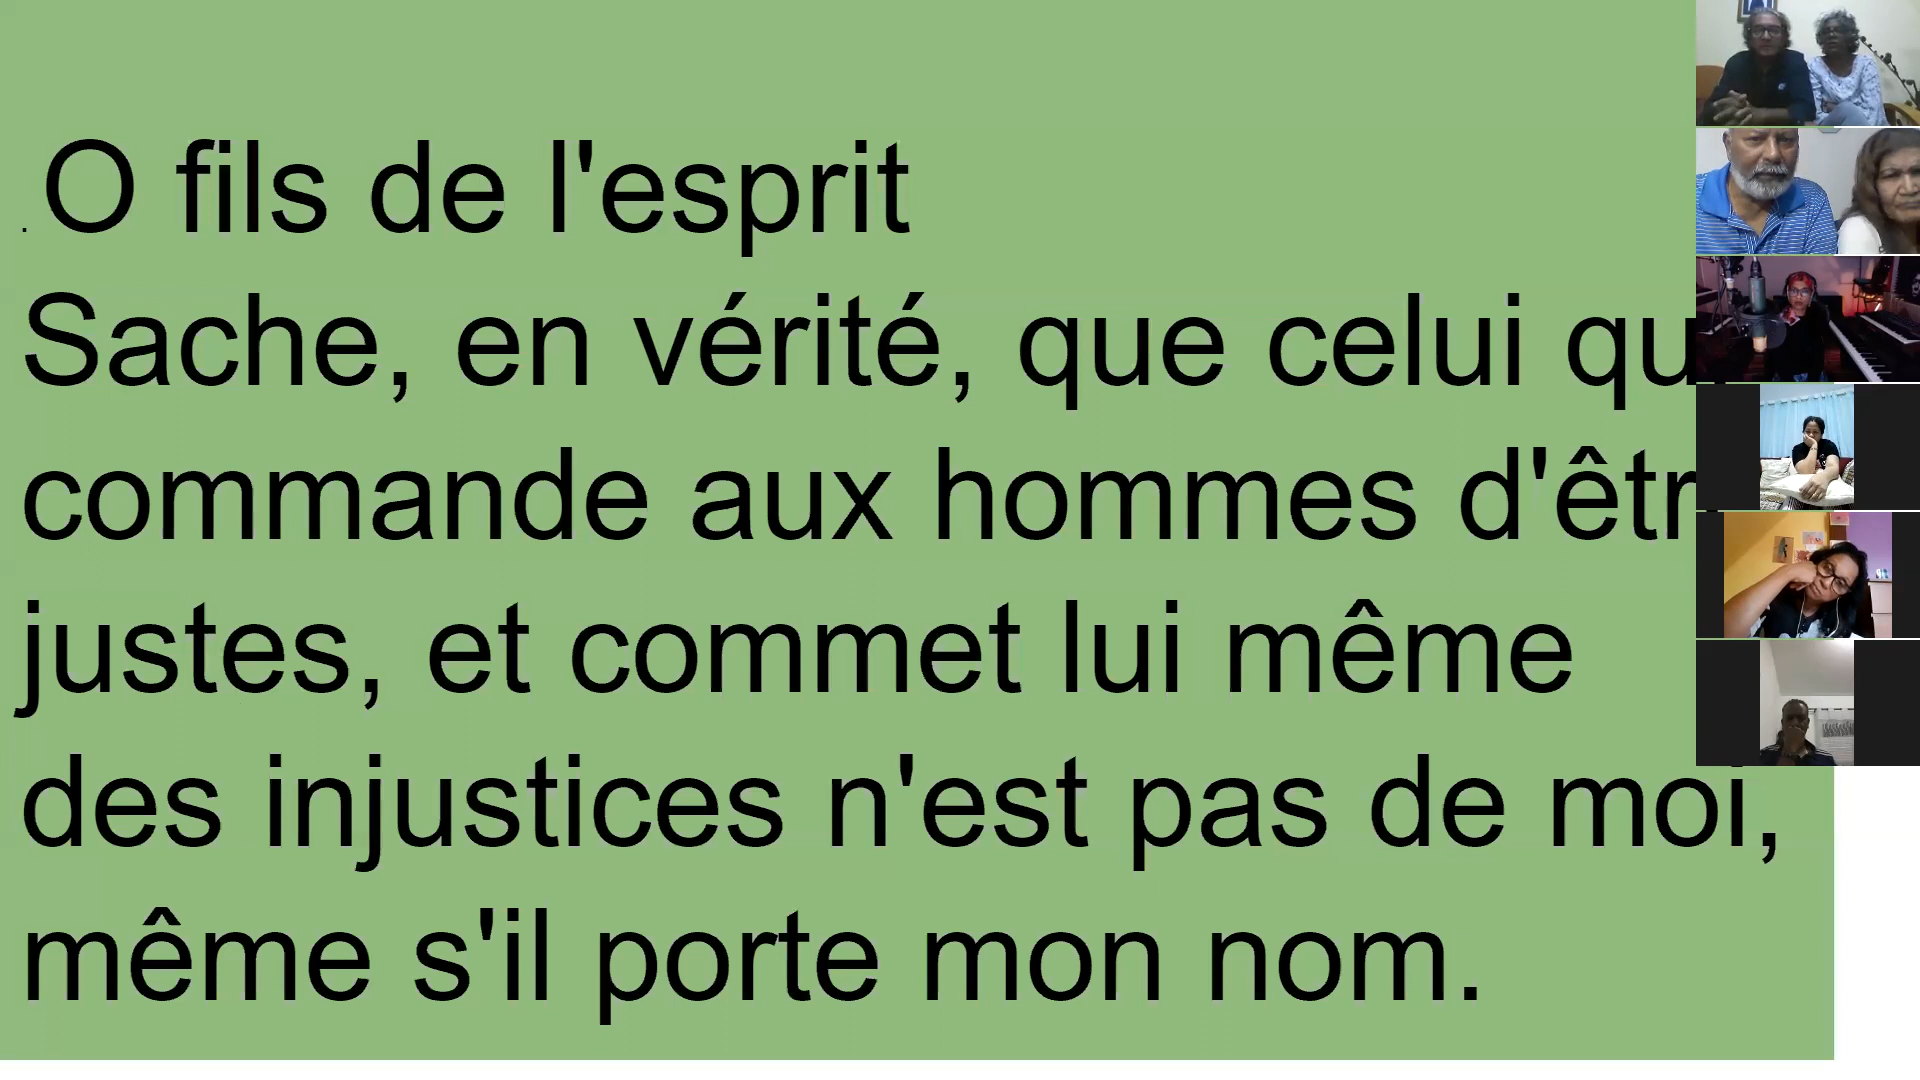 . O fils de l'esprit
Sache, en vérité, que celui qui
commande aux hommes d'êtr
justes, et commet lui même
des injustices n'est pas de moi,
même s'il porte mon nom.